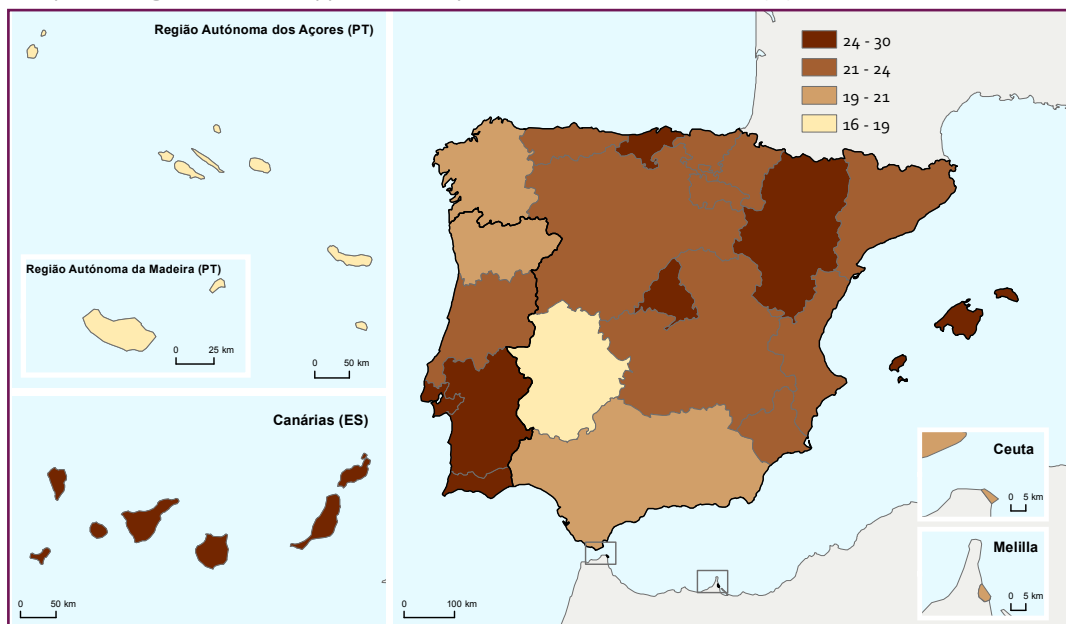 Região Autónoma dos Açores (PT)
24 - 30
21 - 24
19 - 21
16 - 19
Região Autónoma da Madeira (PT)
0 25 km
0 50 km
Canárias (ES)
0 50 km
0 100 km
Ceuta
0 5 km
Melilla
0 5 km